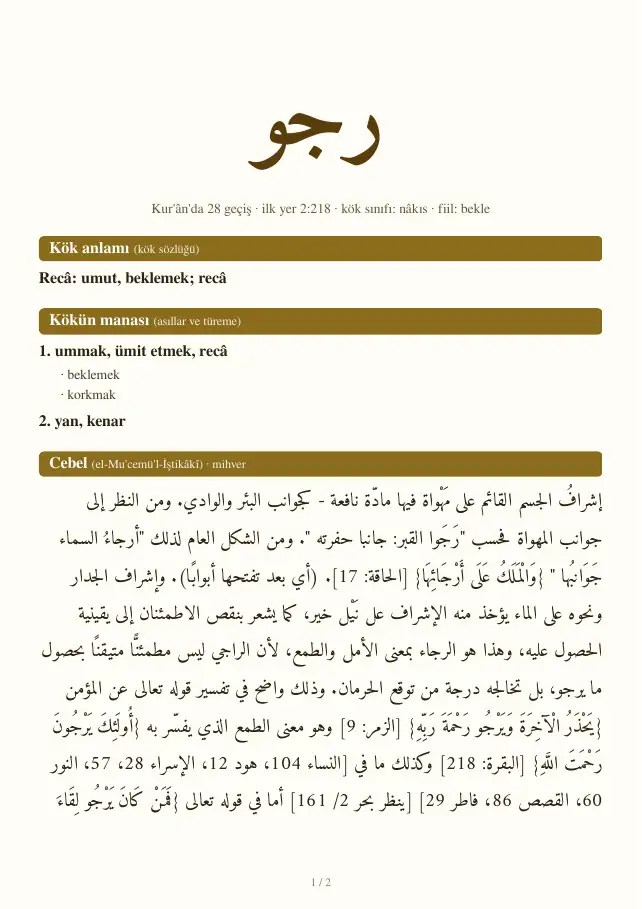 رجو
Kur'ân'da 28 geçiş · ilk yer 2:218 · kök sınıfı: nâkıs · fiil: bekle
Kök anlamı (kök sözlüğü)
Recâ: umut, beklemek; recâ
Kökün manası (asıllar ve türeme)
1. ummak, ümit etmek, recâ
· beklemek
· korkmak
2. yan, kenar
Cebel (el-Mu'cemü'l-İştikâkî) · mihver
إشرافُ الجسم القائم على مَهْواة فيها مادّة نافعة - كجوانب البئر والوادي. ومن النظر إلى
جوانب المهواة فحسب "رَجَوا القبر: جانبا حفرته ". ومن الشكل العام لذلك "أرجاءُ السماء
جَوَانبُها " {وَالْمَلَكُ عَلَى أَرْجَائِهَا} [الحاقة: 17]. (أي بعد تفتحها أبوابًا). وإشراف الجدار
ونحوه على الماء يؤخذ منه الإشراف عل نَيْل خير، كما يشعر بنقص الاطمئنان إلى يقينية
الحصول عليه، وهذا هو الرجاء بمعنى الأمل والطمع، لأن الراجي ليس مطمئنًّا متيقنًا بحصول
ما يرجو، بل تخالجه درجة من توقع الحرمان. وذلك واضح في تفسير قوله تعالى عن المؤمن
{يَحْذَرُ الْآخِرَةَ وَيَرْجُو رَحْمَةَ رَبِّهِ} [الزمر: 9] وهو معنى الطمع الذي يفسّر به {أُولَئِكَ يَرْجُونَ
رَحْمَتَ اللَّهِ} [البقرة: 218] وكذلك ما في [النساء 104، هود 12، الإسراء 28، 57، النور
60، القصص 86، فاطر 29] [ينظر بحر 2/ 161] أما في قوله تعالى {فَمَنْ كَانَ يَرْجُو لِقَاءَ
1 / 2